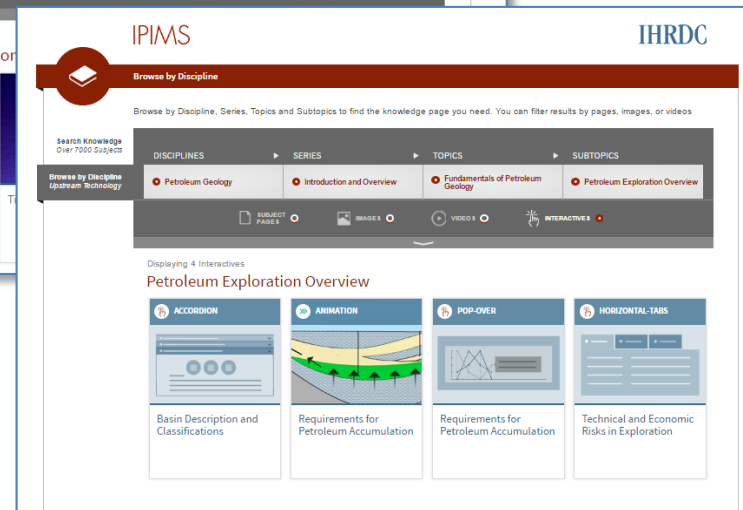 or
Ti
IPIMS
IHRDC
Browse by Discipline
Browse by Discipline, Series, Topics and Subtopics to find the knowledge page you need. You can filter results by pages, images, or videos
Search Knowledge
Over 7000 Subjects
Browse by Discipline
Upstream Technology
DISCIPLINES
SERIES
TOPICS
SUBTOPICS
Petroleum Geology
Introduction and Overview
Fundamentals of Petroleum
Geology
Petroleum Exploration Overview
SUBJECT
PAGES
IMAGES
VIDEOS
INTERACTIVES
Displaying 4 Interactives
Petroleum Exploration Overview
ACCORDION
ANIMATION
POP-OVER
HORIZONTAL-TABS
Basin Description and
Classifications
Requirements for
Petroleum Accumulation
Requirements for
Petroleum Accumulation
Technical and Economic
Risks in Exploration